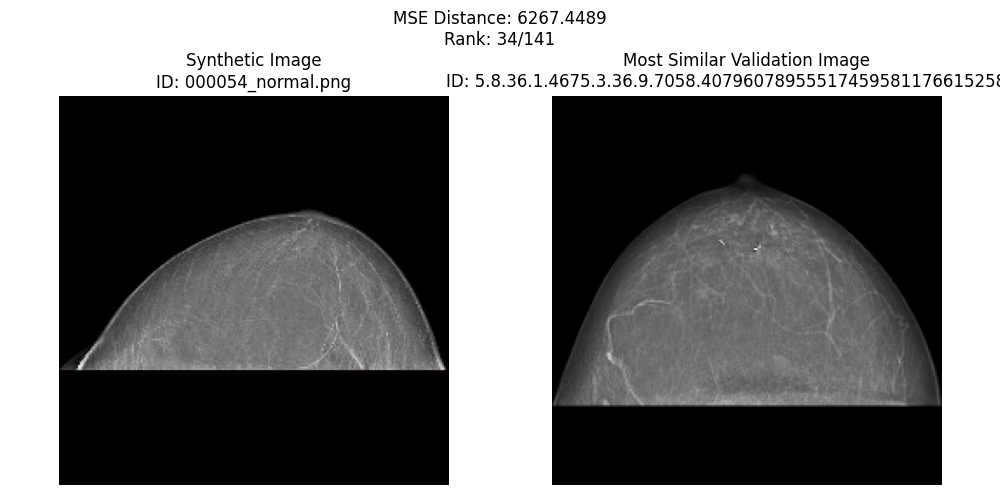 MSE Distance: 6267.4489
Rank: 34/141
Synthetic Image
ID: 000054_normal.png
Most Similar Validation Image
ID: 5.8.36.1.4675.3.36.9.7058.40796078955517459581176615258